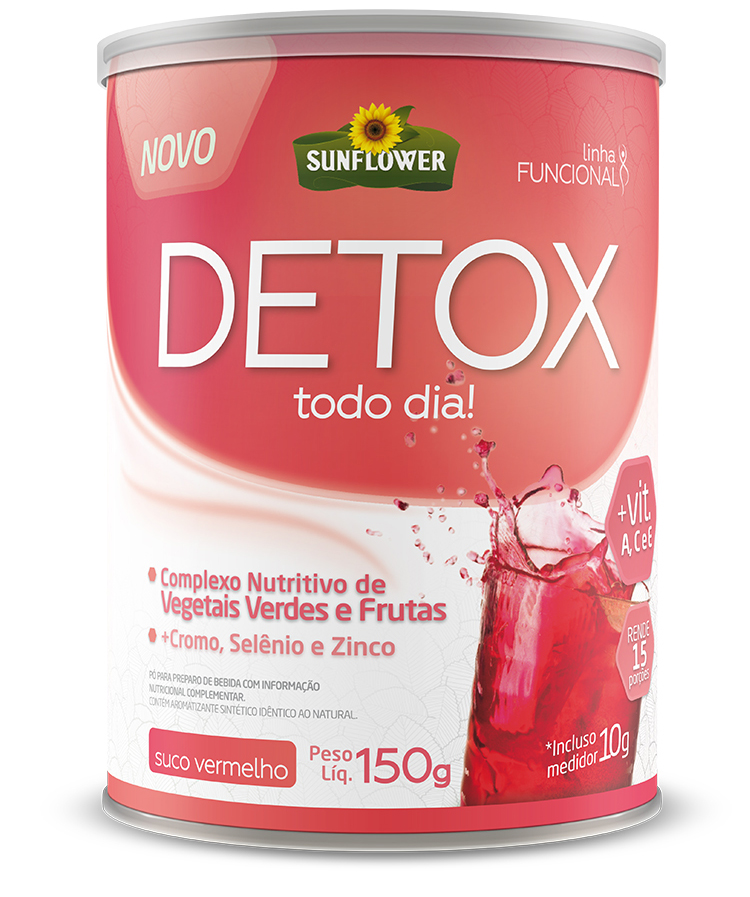 NOVO
SUNFLOWER
linha
FUNCIONAL
DETOX
todo dia!
+vit.
A, C e E
Complexo Nutritivo de
Vegetais Verdes e Frutas
+Cromo, Selênio e Zinco
RENDE
15
porções
PÓ PARA PREPARO DE BEBIDA COM INFORMAÇÃO
NUTRICIONAL COMPLEMENTAR.
CONTÉM AROMATIZANTE SINTÉTICO IDÊNTICO AO NATURAL.
suco vermelho
Peso
Líq. 150g
*Incluso
medidor 10g